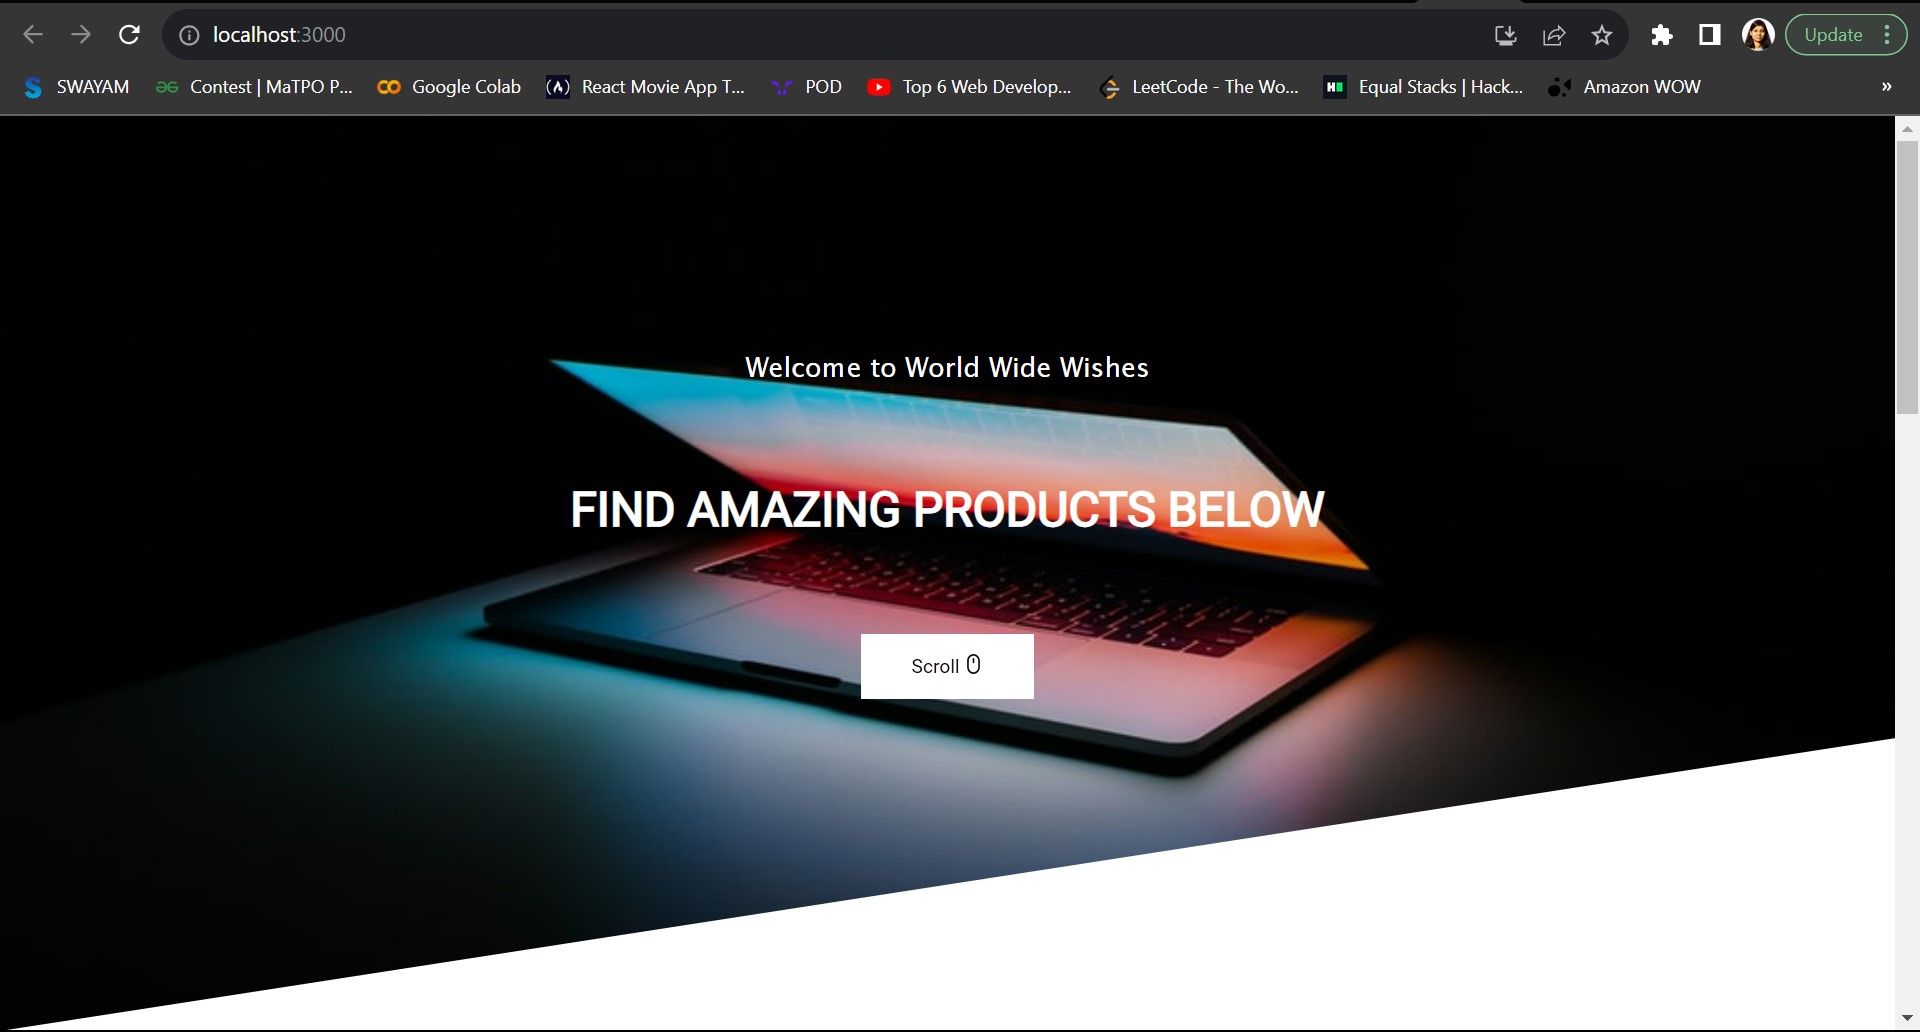 localhost:3000
Update
SWAYAM
Contest | MaTPO P...
Google Colab
React Movie App T...
POD
Top 6 Web Develop...
LeetCode - The Wo...
Equal Stacks | Hack...
Amazon WOW
»
Welcome to World Wide Wishes
FIND AMAZING PRODUCTS BELOW
Scroll